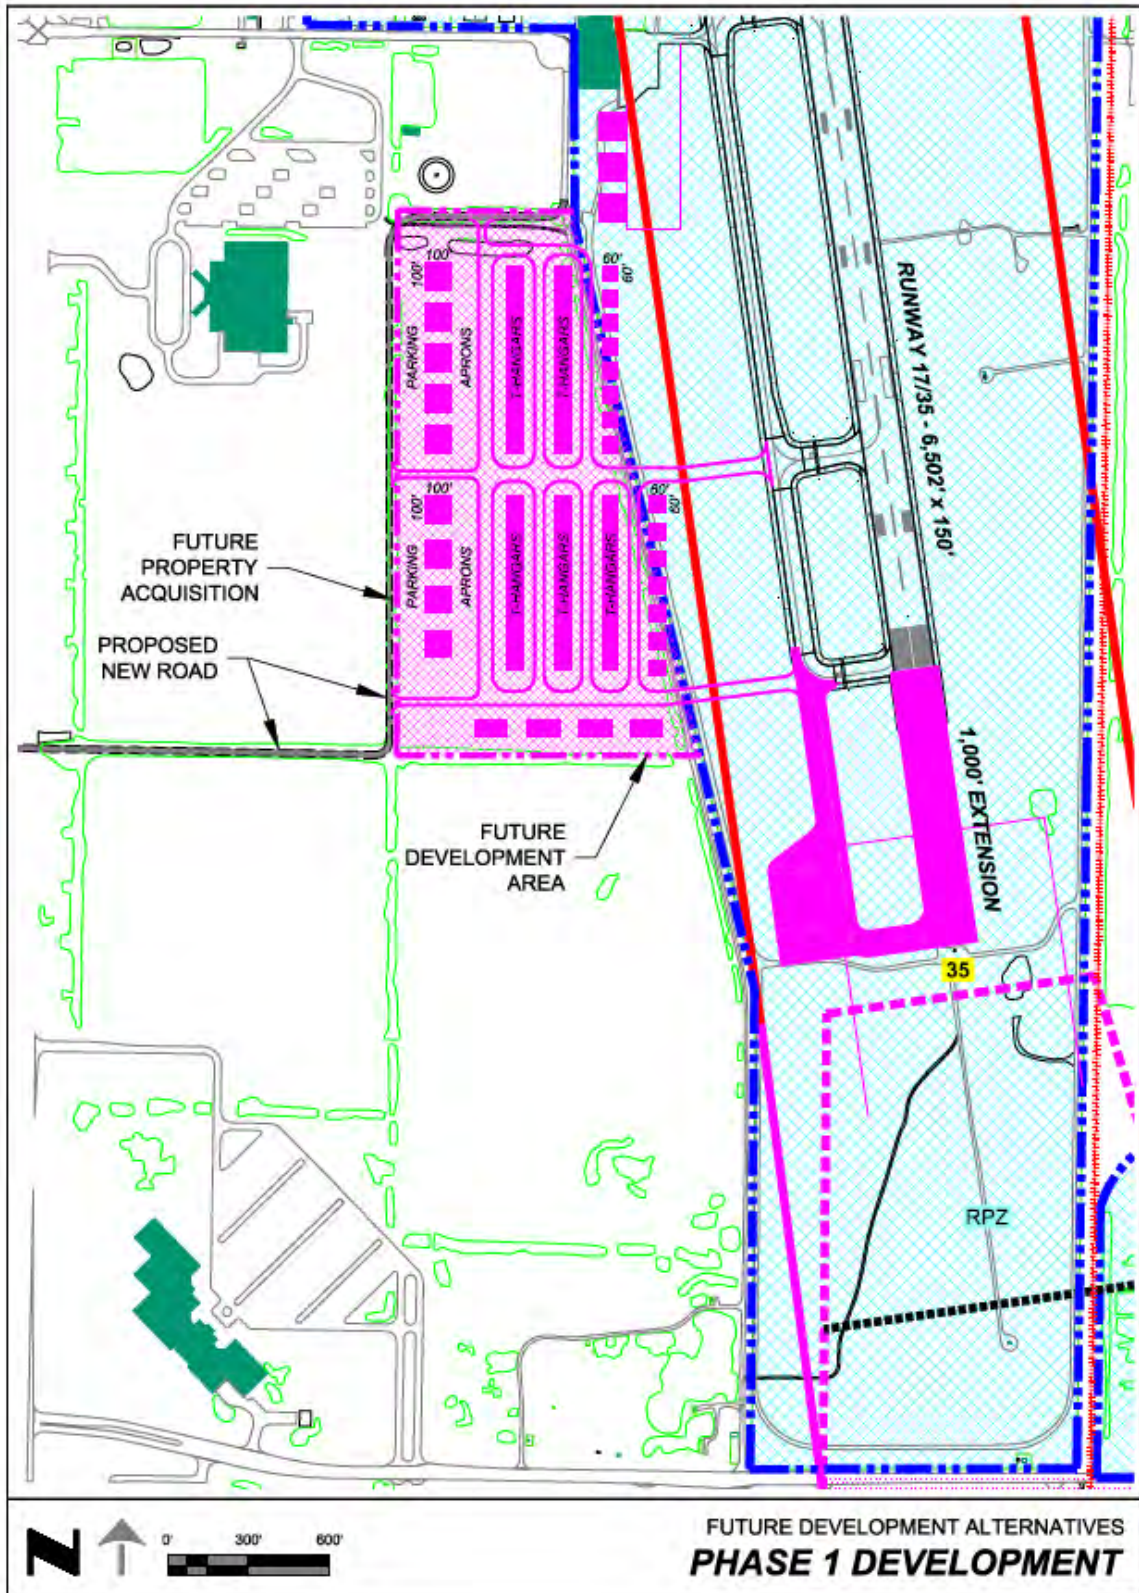 100'
100'
PARKING
APRONS
T-HANGARS
T-HANGARS
60'
60'
RUNWAY 17/35 - 6,502' x 150'
100'
100'
PARKING
APRONS
T-HANGARS
T-HANGARS
T-HANGARS
60'
60'
FUTURE
PROPERTY
ACQUISITION
PROPOSED
NEW ROAD
1,000' EXTENSION
FUTURE
DEVELOPMENT
AREA
35
RPZ
N
0'
300'
600'
FUTURE DEVELOPMENT ALTERNATIVES
PHASE 1 DEVELOPMENT